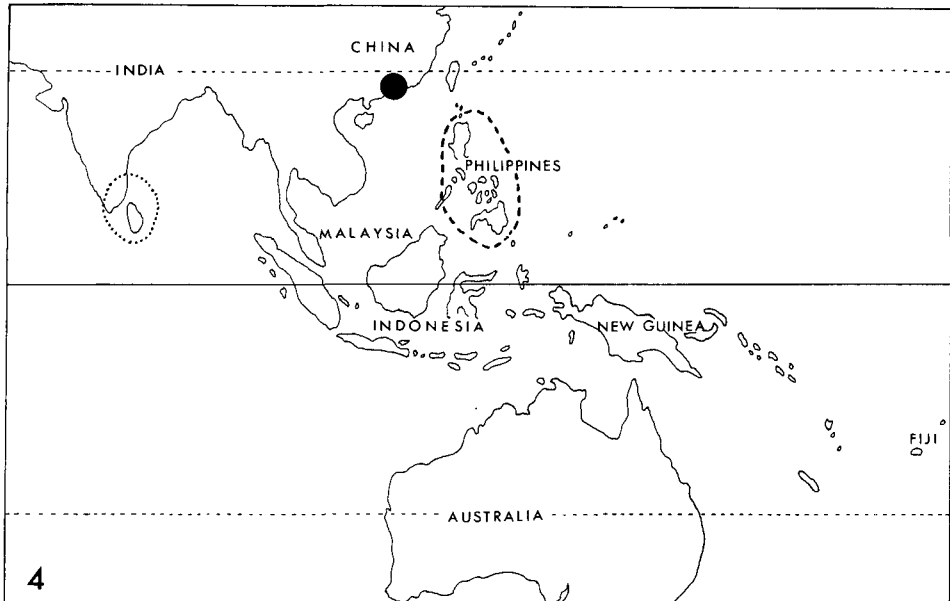 CHINA
INDIA
PHILIPPINES
MALAYSIA
INDONESIA
NEW GUINEA
FIJI
AUSTRALIA
4